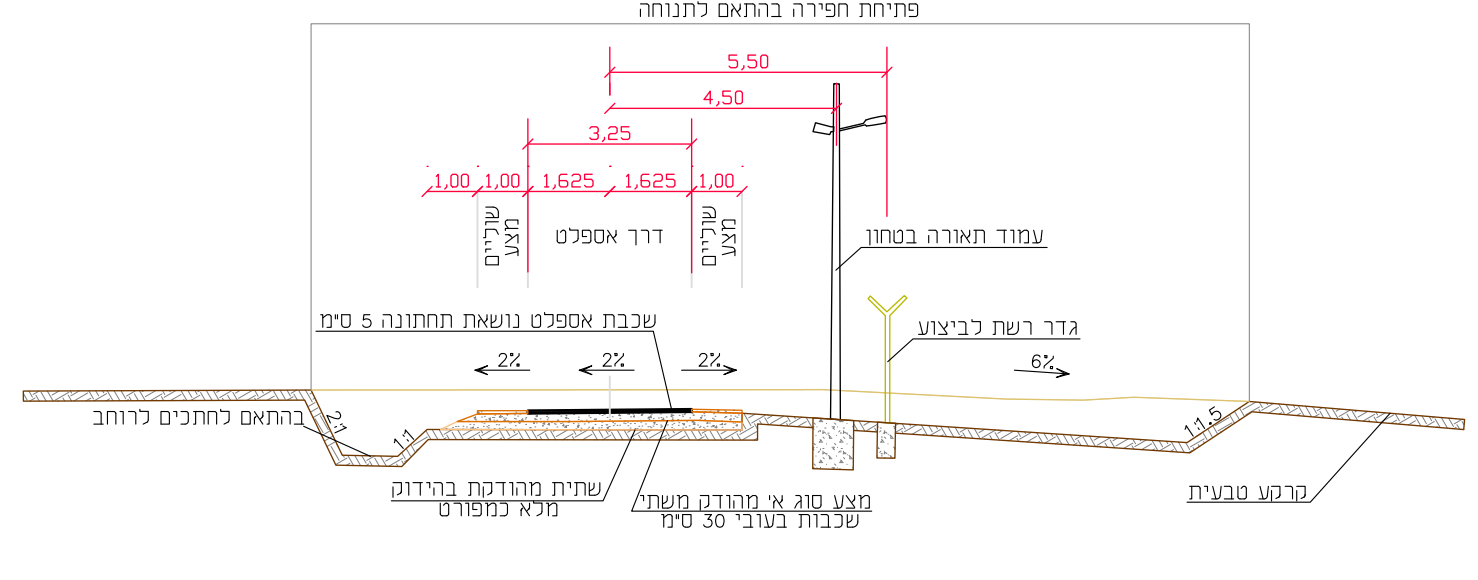 פתיחת חפירה בהתאם לתנוחה
5,50
4,50
3,25
1,00
1,00
1,625
1,625
1,00
שוליים
מצע
דרך אספלט
שוליים
מצע
עמוד תאורה בטחון
שכבת אספלט נושאת תחתונה 5 ס"מ
גדר רשת לביצוע
2%
2%
2%
6%
בהתאם לחתכים לרוחב
2:1
1:1
1:1.5
שתית מהודקת בהידוק
מלא כמפורט
מצע סוג א' מהודק משתי
שכבות בעובי 30 ס"מ
קרקע טבעית